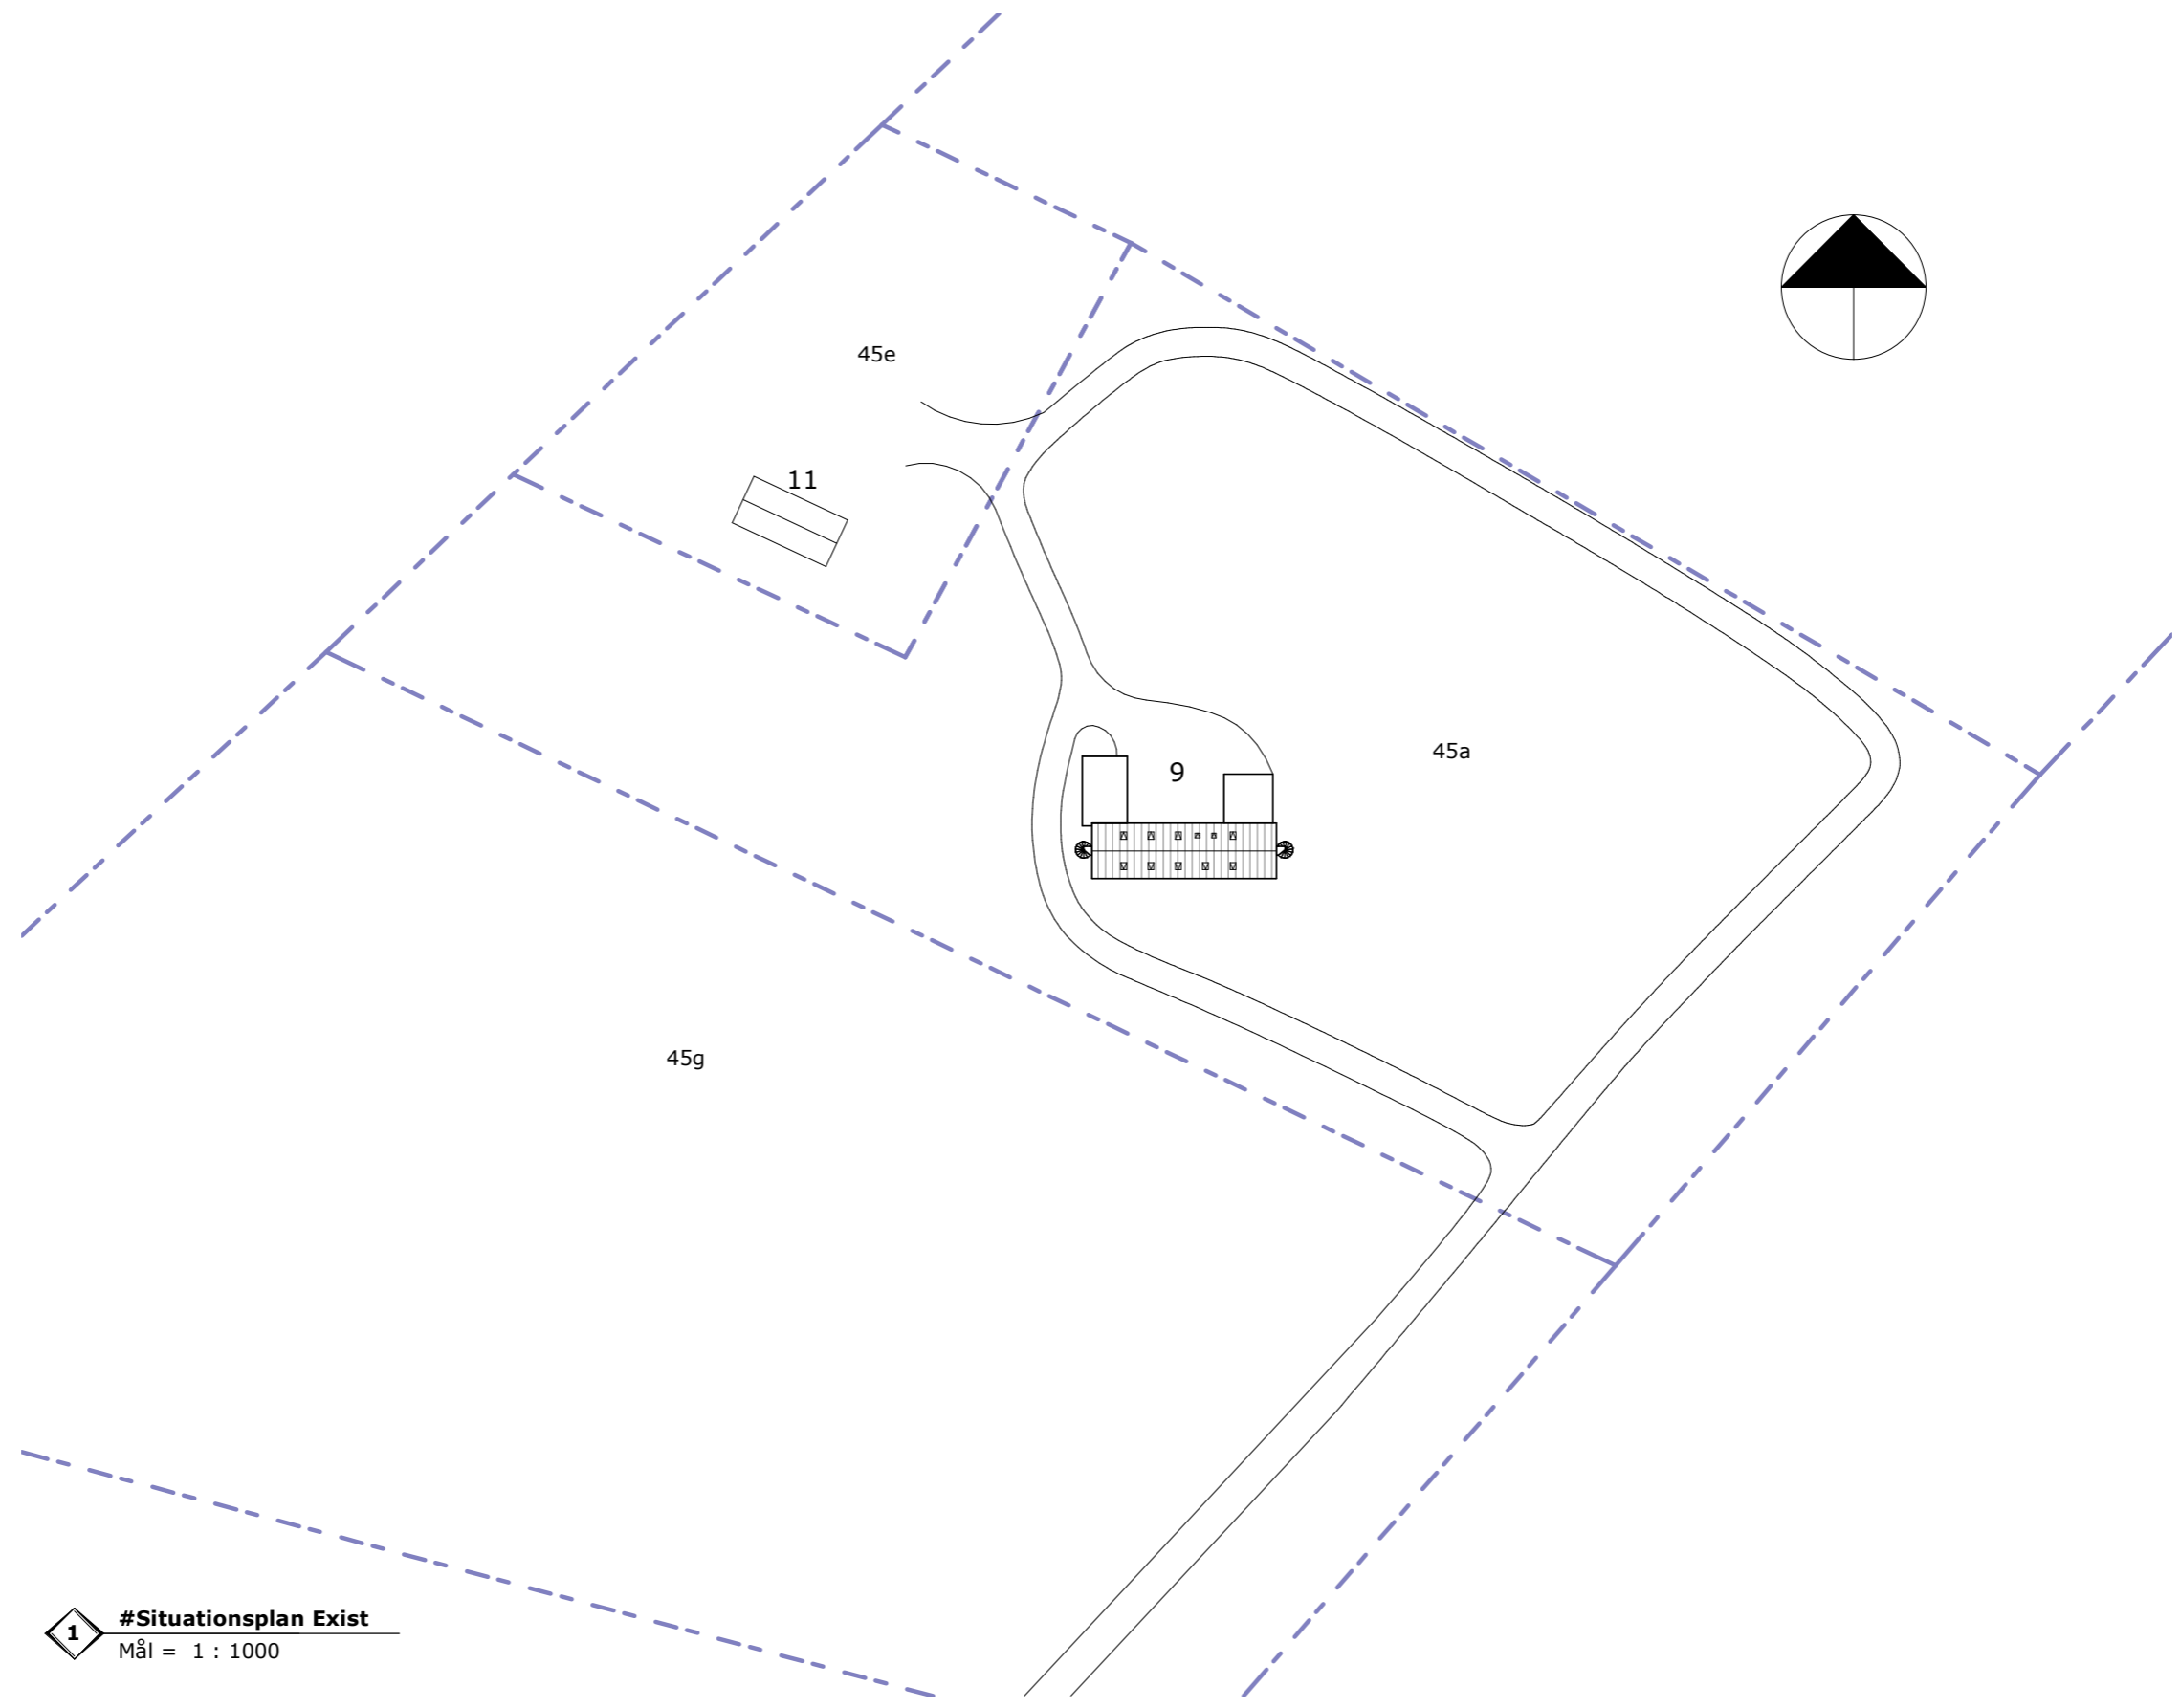 45e
11
45a
9
45g
1
#Situationsplan Exist
Mål = 1 : 1000